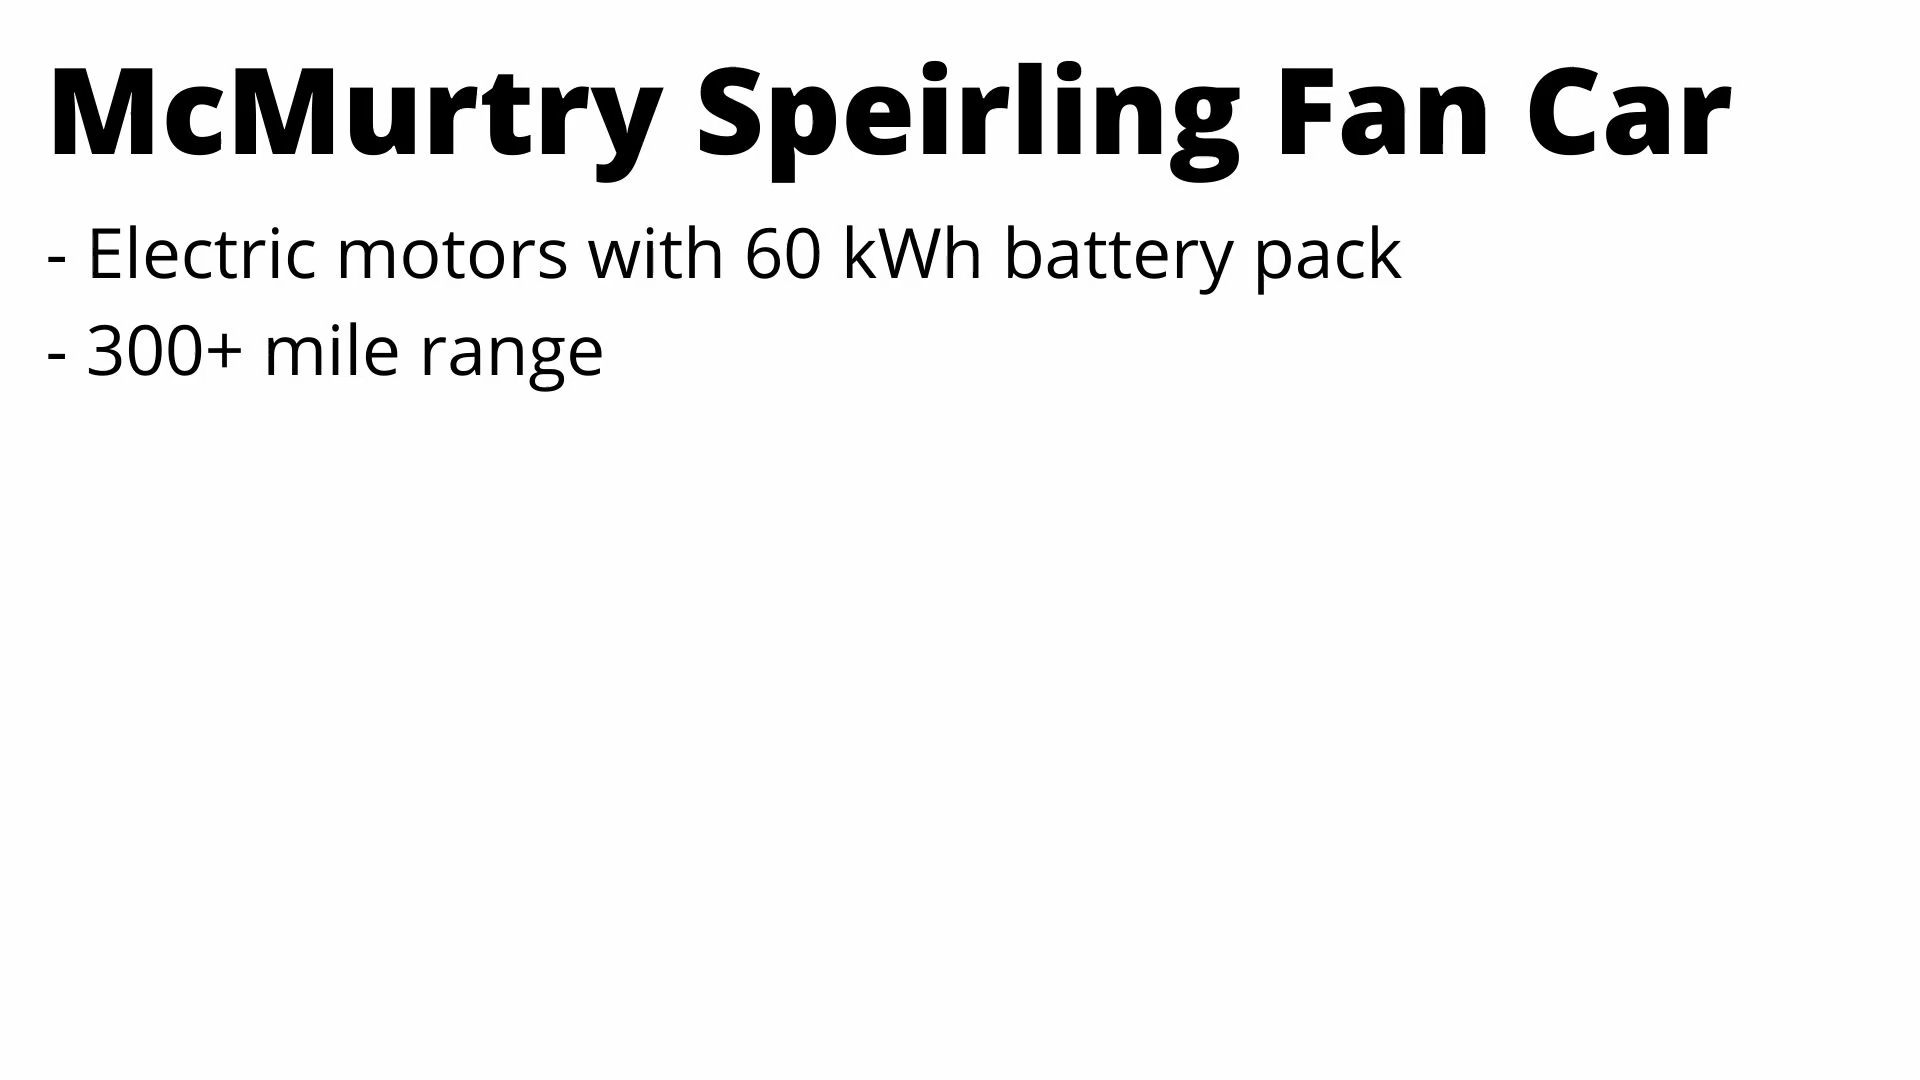 McMurtry Speirling Fan Car
- Electric motors with 60 kWh battery pack
- 300+ mile range